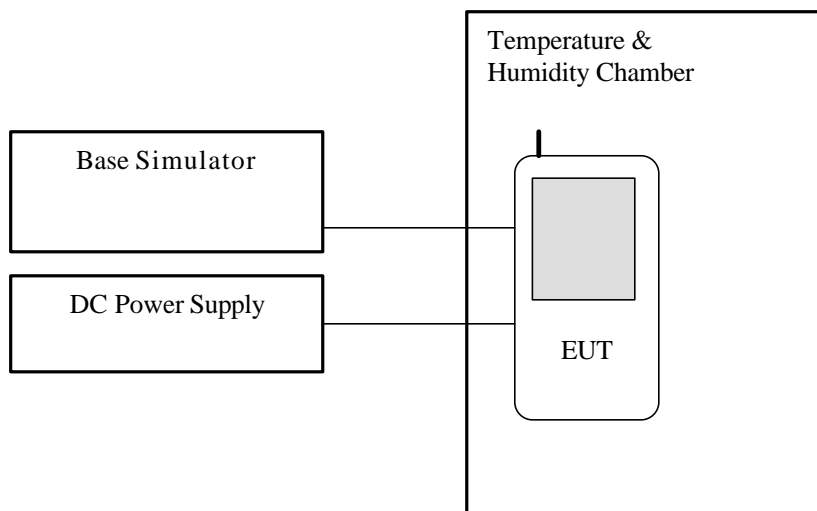 Temperature &
Humidity Chamber
Base Simulator
DC Power Supply
EUT